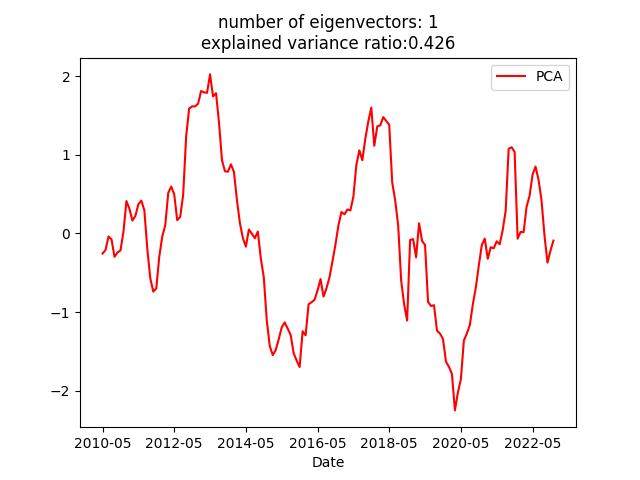 number of eigenvectors: 1
explained variance ratio:0.426
PCA
2
1
0
−1
−2
2010-05 2012-05 2014-05 2016-05 2018-05 2020-05 2022-05
Date